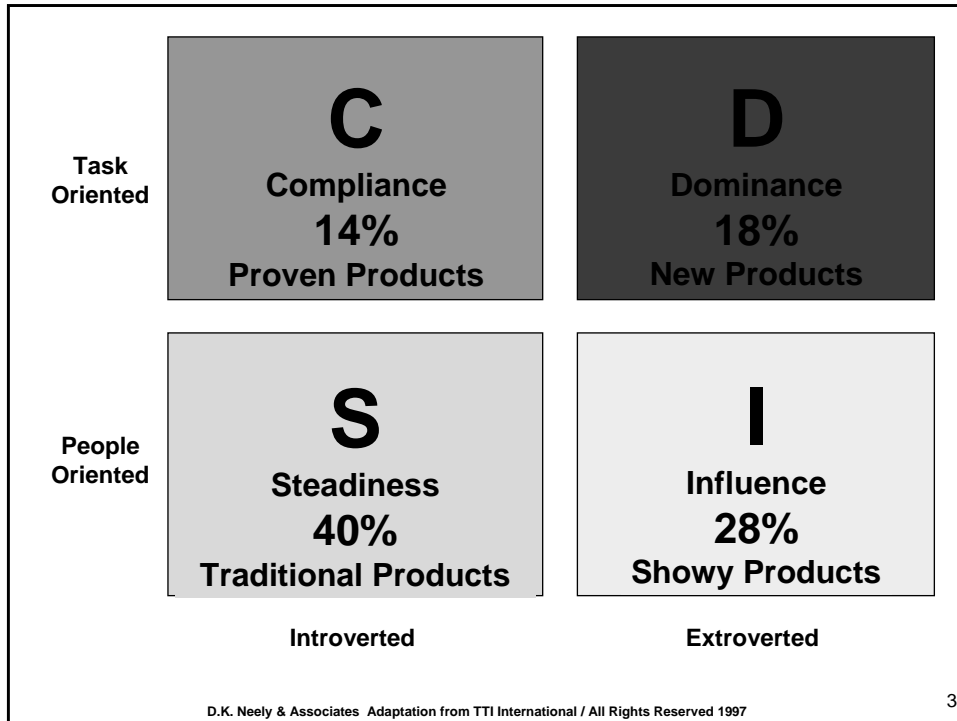 Task
Oriented
C
Compliance
14%
Proven Products
D
Dominance
18%
New Products
People
Oriented
S
Steadiness
40%
Traditional Products
I
Influence
28%
Showy Products
Introverted
Extroverted
D.K. Neely & Associates Adaptation from TTI International / All Rights Reserved 1997
3